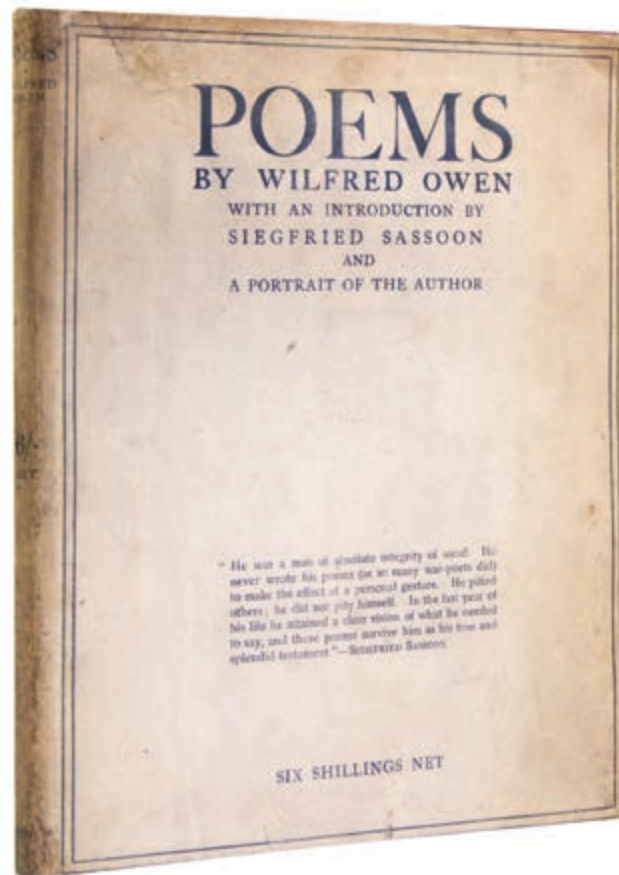 POEMS
BY WILFRED OWEN
WITH AN INTRODUCTION BY
SIEGFRIED SASSOON
AND
A PORTRAIT OF THE AUTHOR
"He was a man of absolute integrity of mind. He
never wrote his poems (as so many war-poets did)
to make the effect of a personal gesture. He pitied
others; he did not pity himself. In the last year of
his life he attained a clear vision of what he needed
to say, and these poems survive him as his true and
splendid testament."—SIEGFRIED SASSOON
SIX SHILLINGS NET
6/-